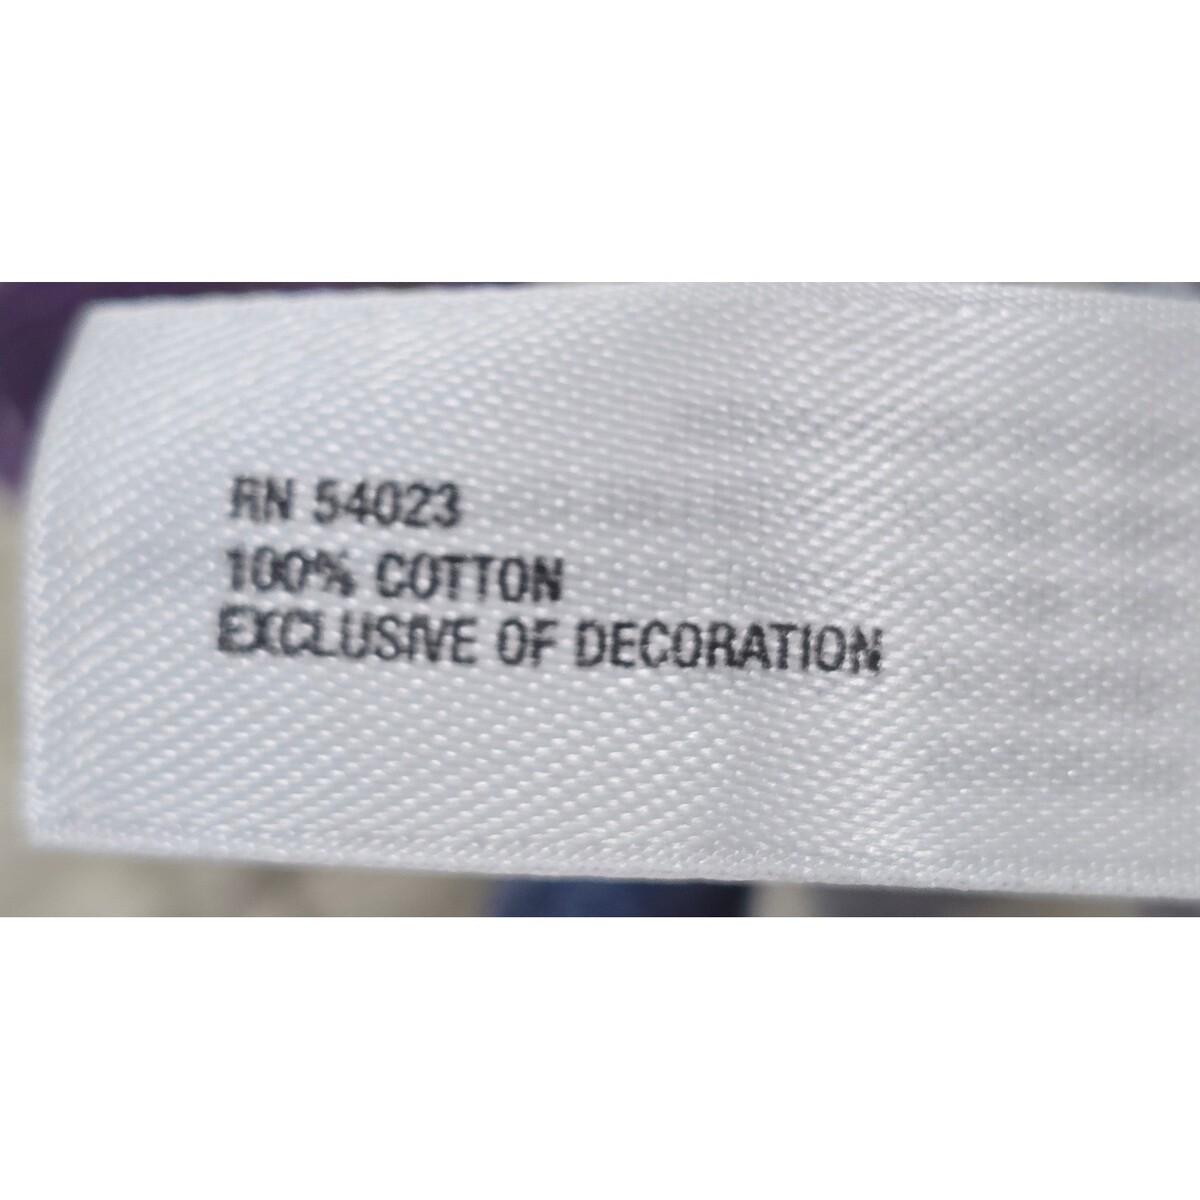 RN 54023
100% COTTON
EXCLUSIVE OF DECORATION